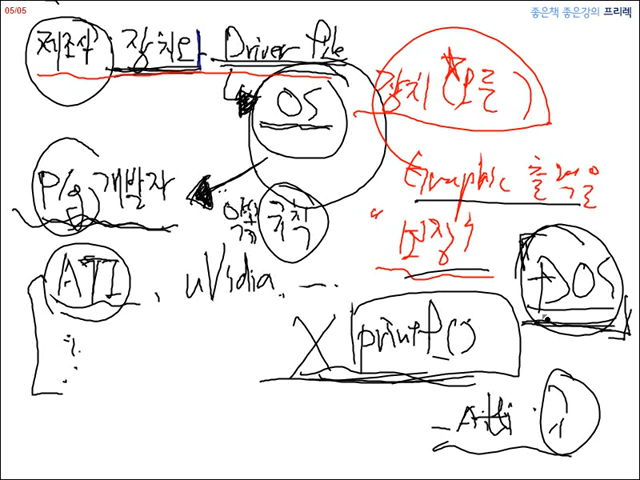 05/05
좋은책 좋은강의 프리렉
제조사 장치와 Driver File
OS
장치(모듈)
P/g 개발자
Graphic 출력을
"약속 규칙
"보장"
ATI, nVidia, ...
DOS
X printf()